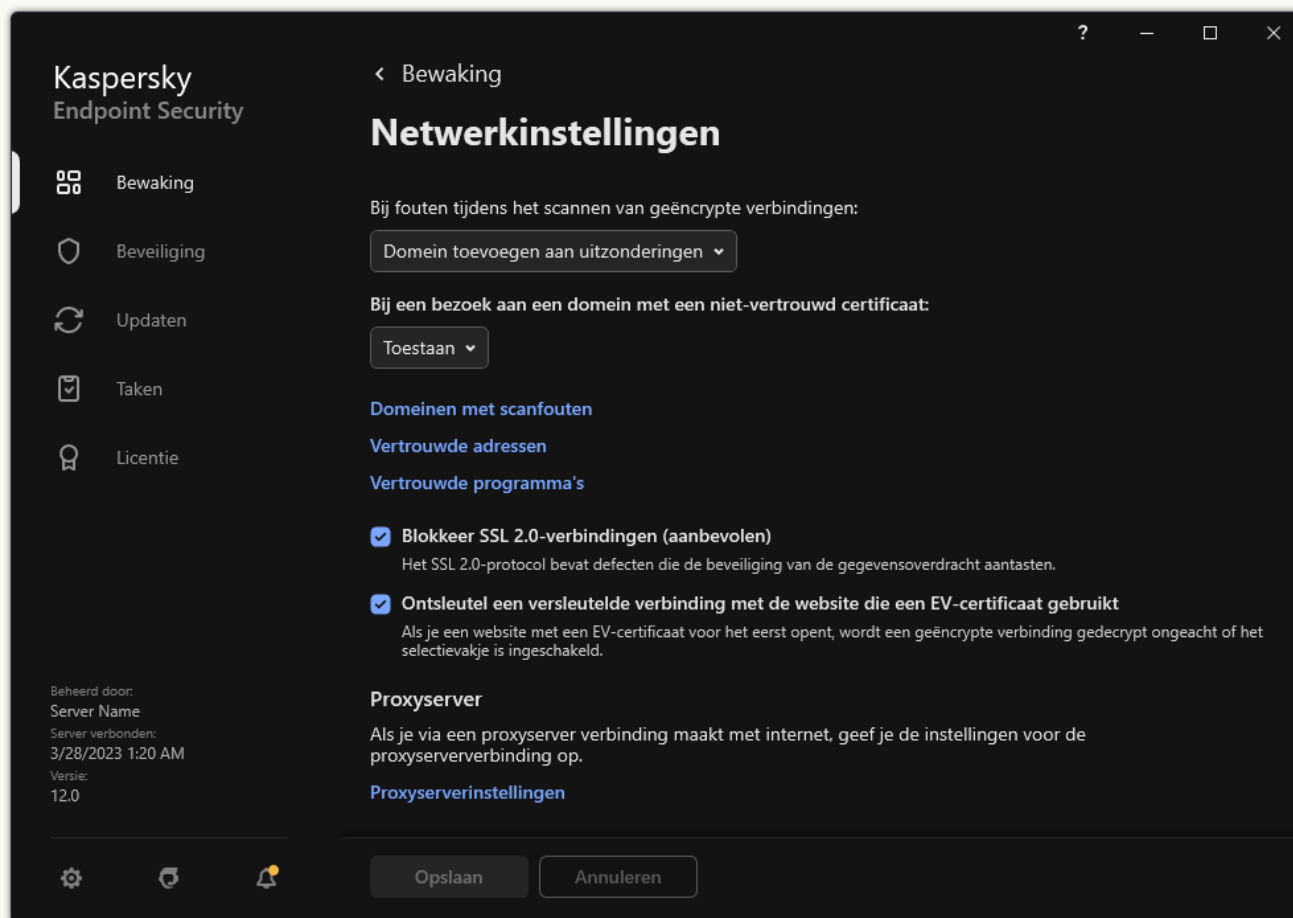 ?
Kaspersky
Endpoint Security
Bewaking
Beveiliging
Updaten
Taken
Licentie
Beheerd door:
Server Name
Server verbonden:
3/28/2023 1:20 AM
Versie:
12.0
Bewaking
Netwerkinstellingen
Bij fouten tijdens het scannen van geëncrypte verbindingen:
Domein toevoegen aan uitzonderingen
Bij een bezoek aan een domein met een niet-vertrouwd certificaat:
Toestaan
Domeinen met scanfouten
Vertrouwde adressen
Vertrouwde programma's
Blokkeer SSL 2.0-verbindingen (aanbevolen)
Het SSL 2.0-protocol bevat defecten die de beveiliging van de gegevensoverdracht aantasten.
Ontsleutel een versleutelde verbinding met de website die een EV-certificaat gebruikt
Als je een website met een EV-certificaat voor het eerst opent, wordt een geëncrypte verbinding gedecrypt ongeacht of het
selectievakje is ingeschakeld.
Proxyserver
Als je via een proxyserver verbinding maakt met internet, geef je de instellingen voor de
proxyserververbinding op.
Proxyserverinstellingen
Opslaan
Annuleren